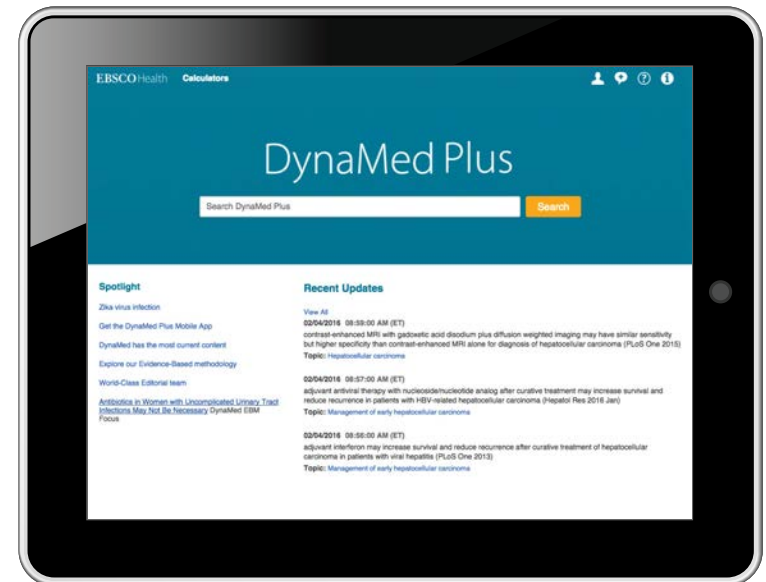 EBSCO Health Calculators
DynaMed Plus
Search DynaMed Plus Search
Spotlight
Zika virus infection
Get the DynaMed Plus Mobile App
DynaMed has the most current content
Explore our Evidence-Based methodology
World-Class Editorial team
Antibiotics in Women with Uncomplicated Urinary Tract
Infections May Not Be Necessary DynaMed EBM
Focus
Recent Updates
View All
02/04/2016 08:59:00 AM (ET)
contrast-enhanced MRI with gadoxetic acid disodium plus diffusion weighted imaging may have similar sensitivity
but higher specificity than contrast-enhanced MRI alone for diagnosis of hepatocellular carcinoma (PLoS One 2015)
Topic: Hepatocellular carcinoma
02/04/2016 08:57:00 AM (ET)
adjuvant antiviral therapy with nucleoside/nucleotide analog after curative treatment may increase survival and
reduce recurrence in patients with HBV-related hepatocellular carcinoma (Hepatol Res 2016 Jan)
Topic: Management of early hepatocellular carcinoma
02/04/2016 08:56:00 AM (ET)
adjuvant interferon may increase survival and reduce recurrence after curative treatment of hepatocellular
carcinoma in patients with viral hepatitis (PLoS One 2013)
Topic: Management of early hepatocellular carcinoma